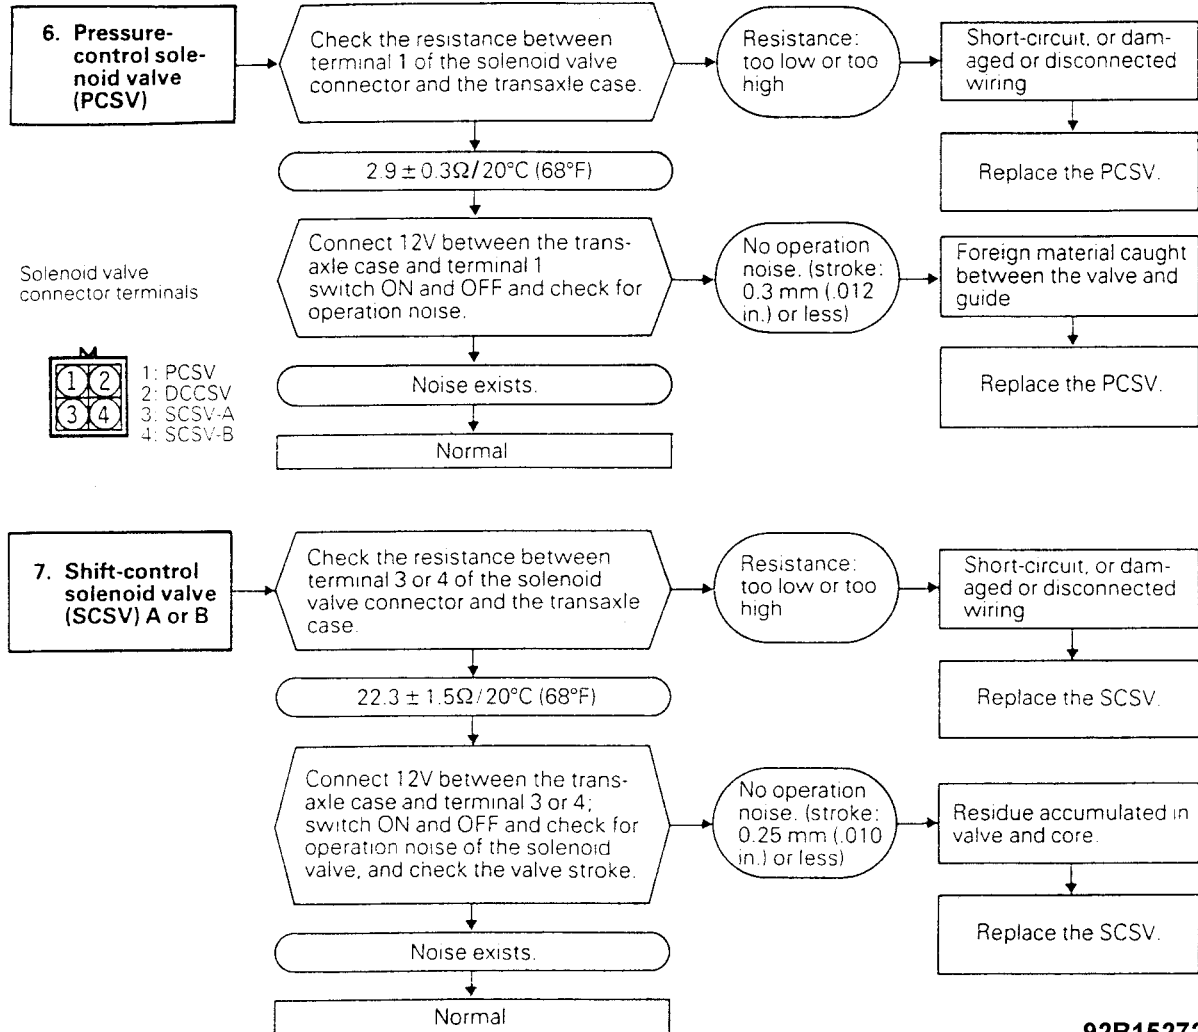 6. Pressure-
control sole-
noid valve
(PCSV)
Check the resistance between
terminal 1 of the solenoid valve
connector and the transaxle case.
Resistance:
too low or too
high
Short-circuit, or dam-
aged or disconnected
wiring
Replace the PCSV.
2.9 ± 0.3Ω/20°C (68°F)
Connect 12V between the trans-
axle case and terminal 1
switch ON and OFF and check for
operation noise.
No operation
noise. (stroke:
0.3 mm (.012
in.) or less)
Foreign material caught
between the valve and
guide
Replace the PCSV.
Noise exists.
Normal
Solenoid valve
connector terminals
1 2
3 4
1: PCSV
2: DCCSV
3: SCSV-A
4: SCSV-B
7. Shift-control
solenoid valve
(SCSV) A or B
Check the resistance between
terminal 3 or 4 of the solenoid
valve connector and the transaxle
case.
Resistance:
too low or too
high
Short-circuit, or dam-
aged or disconnected
wiring
Replace the SCSV.
22.3 ± 1.5Ω/20°C (68°F)
Connect 12V between the trans-
axle case and terminal 3 or 4;
switch ON and OFF and check for
operation noise of the solenoid
valve, and check the valve stroke.
No operation
noise. (stroke:
0.25 mm (.010
in.) or less)
Residue accumulated in
valve and core.
Replace the SCSV.
Noise exists.
Normal